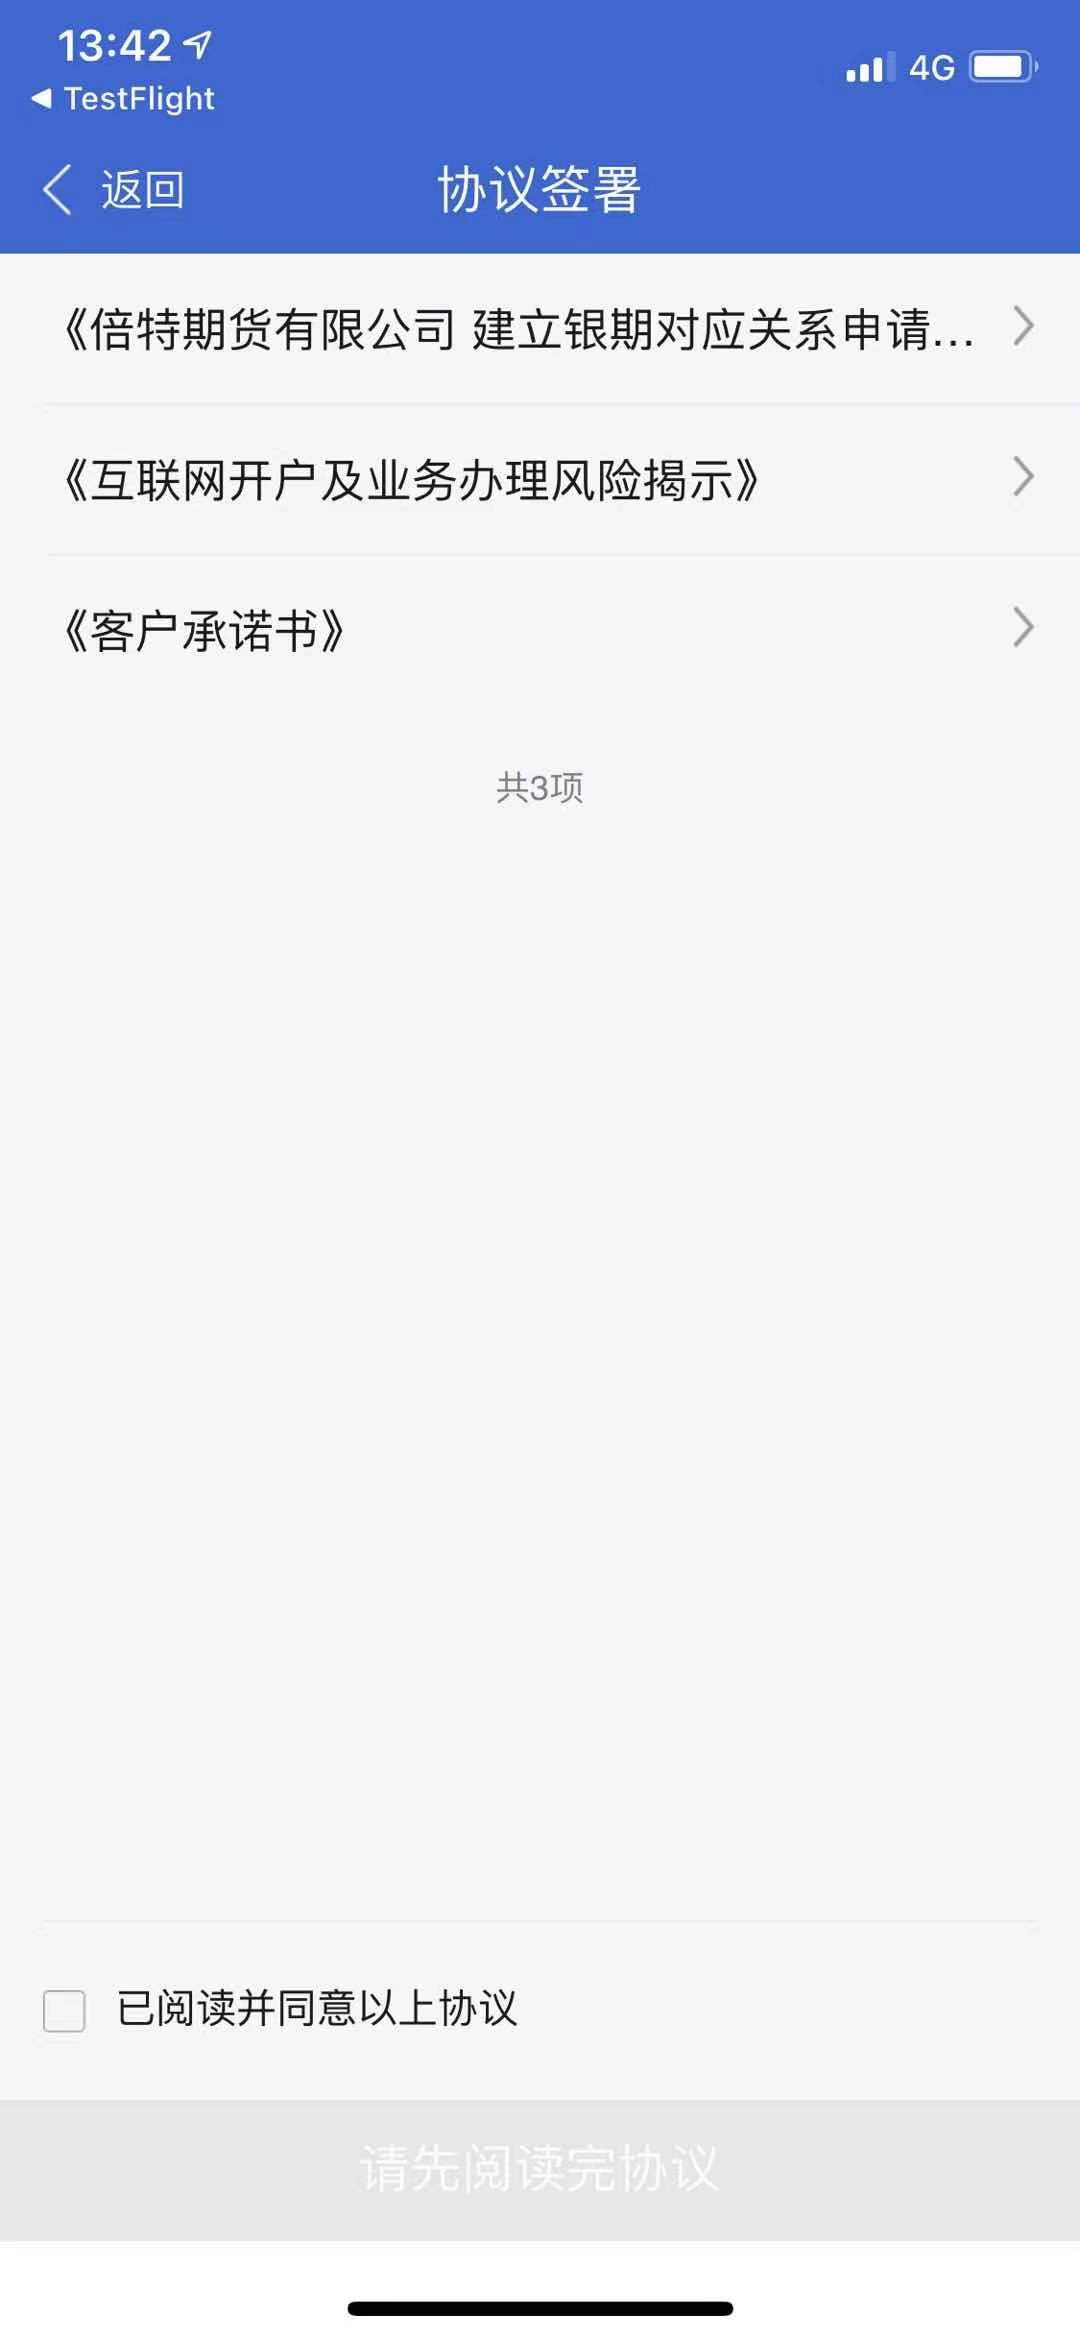 13:42
4G
TestFlight
返回
协议签署
《倍特期货有限公司 建立银期对应关系申请...
《互联网开户及业务办理风险揭示》
《客户承诺书》
共3项
已阅读并同意以上协议
请先阅读完协议